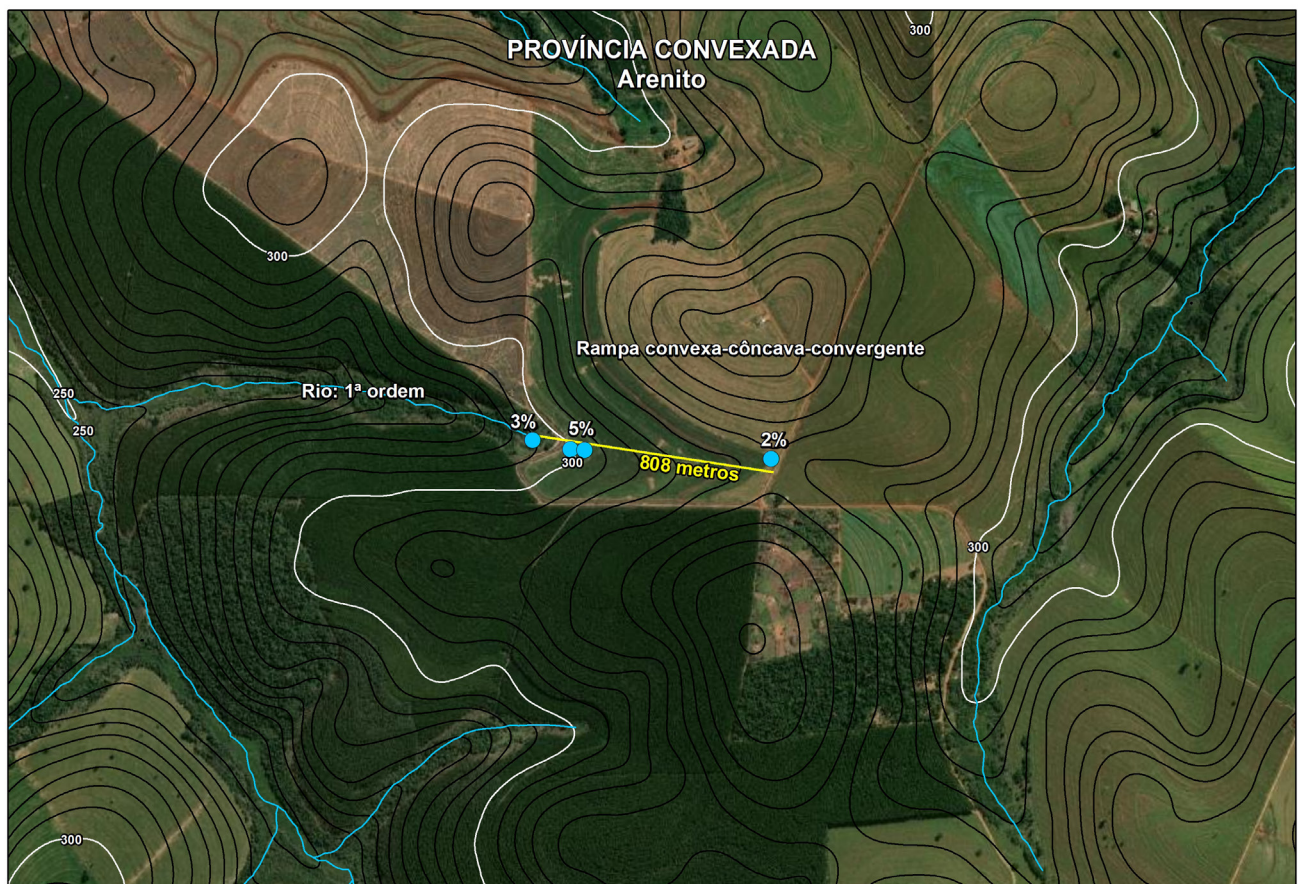 300
PROVÍNCIA CONVEXADA
Arenito
300
Rampa convexa-côncava-convergente
250
Rio: 1ª ordem
250
3%
5%
2%
300
808 metros
300
300